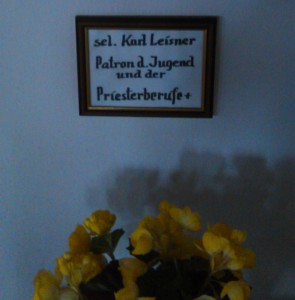 sel. Karl Leisner
Patron d. Jugend
und der
Priesterberufe +